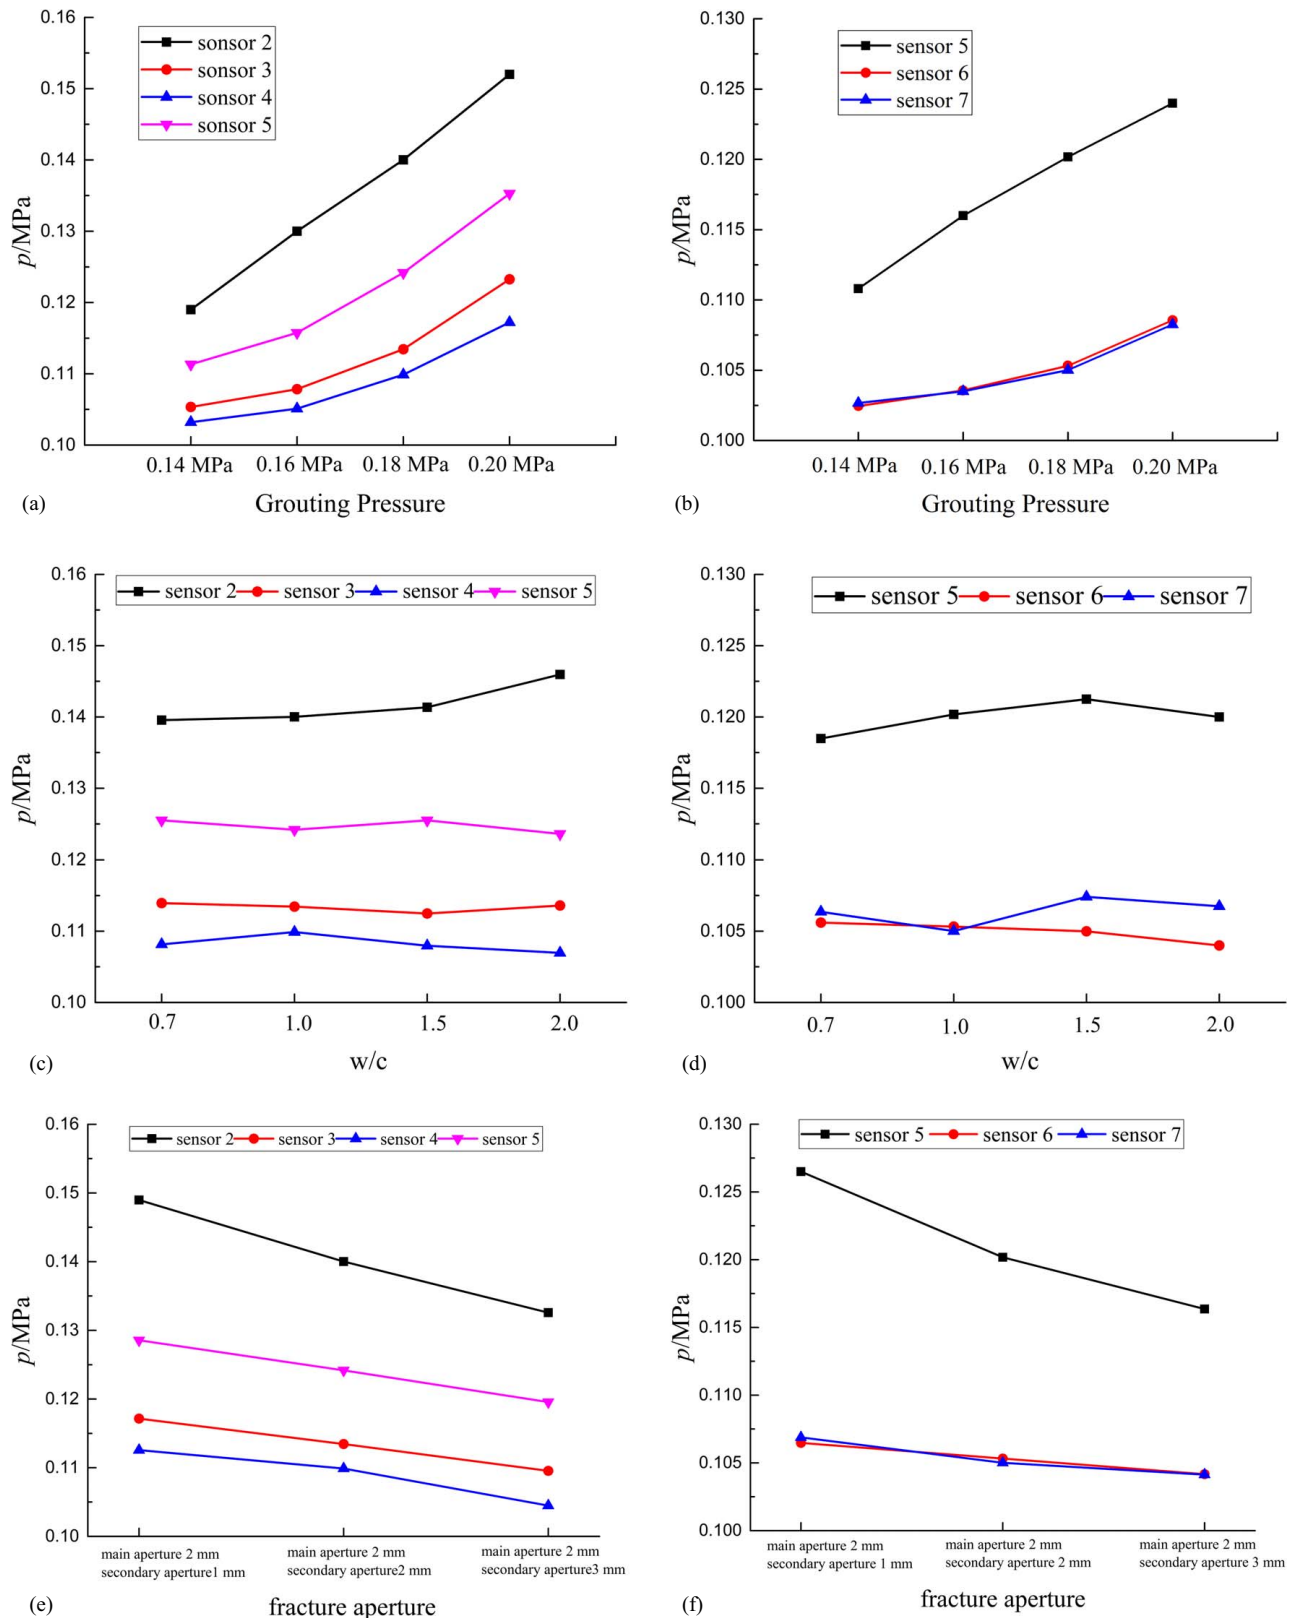 0.16
0.15
0.14
0.13
0.12
0.11
0.10
p/MPa
sonsor 2
sonsor 3
sonsor 4
sonsor 5
0.14 MPa 0.16 MPa 0.18 MPa 0.20 MPa
(a) Grouting Pressure
0.130
0.125
0.120
0.115
0.110
0.105
0.100
p/MPa
sensor 5
sensor 6
sensor 7
0.14 MPa 0.16 MPa 0.18 MPa 0.20 MPa
(b) Grouting Pressure
0.16
0.15
0.14
0.13
0.12
0.11
0.10
p/MPa
sensor 2 sensor 3 sensor 4 sensor 5
0.7 1.0 1.5 2.0
(c) w/c
0.130
0.125
0.120
0.115
0.110
0.105
0.100
p/MPa
sensor 5 sensor 6 sensor 7
0.7 1.0 1.5 2.0
(d) w/c
0.16
0.15
0.14
0.13
0.12
0.11
0.10
p/MPa
sensor 2 sensor 3 sensor 4 sensor 5
main aperture 2 mm main aperture 2 mm main aperture 2 mm
secondary aperture1 mm secondary aperture2 mm secondary aperture3 mm
(e) fracture aperture
0.130
0.125
0.120
0.115
0.110
0.105
0.100
p/MPa
sensor 5 sensor 6 sensor 7
main aperture 2 mm main aperture 2 mm main aperture 2 mm
secondary aperture 1 mm secondary aperture 2 mm secondary aperture 3 mm
(f) fracture aperture